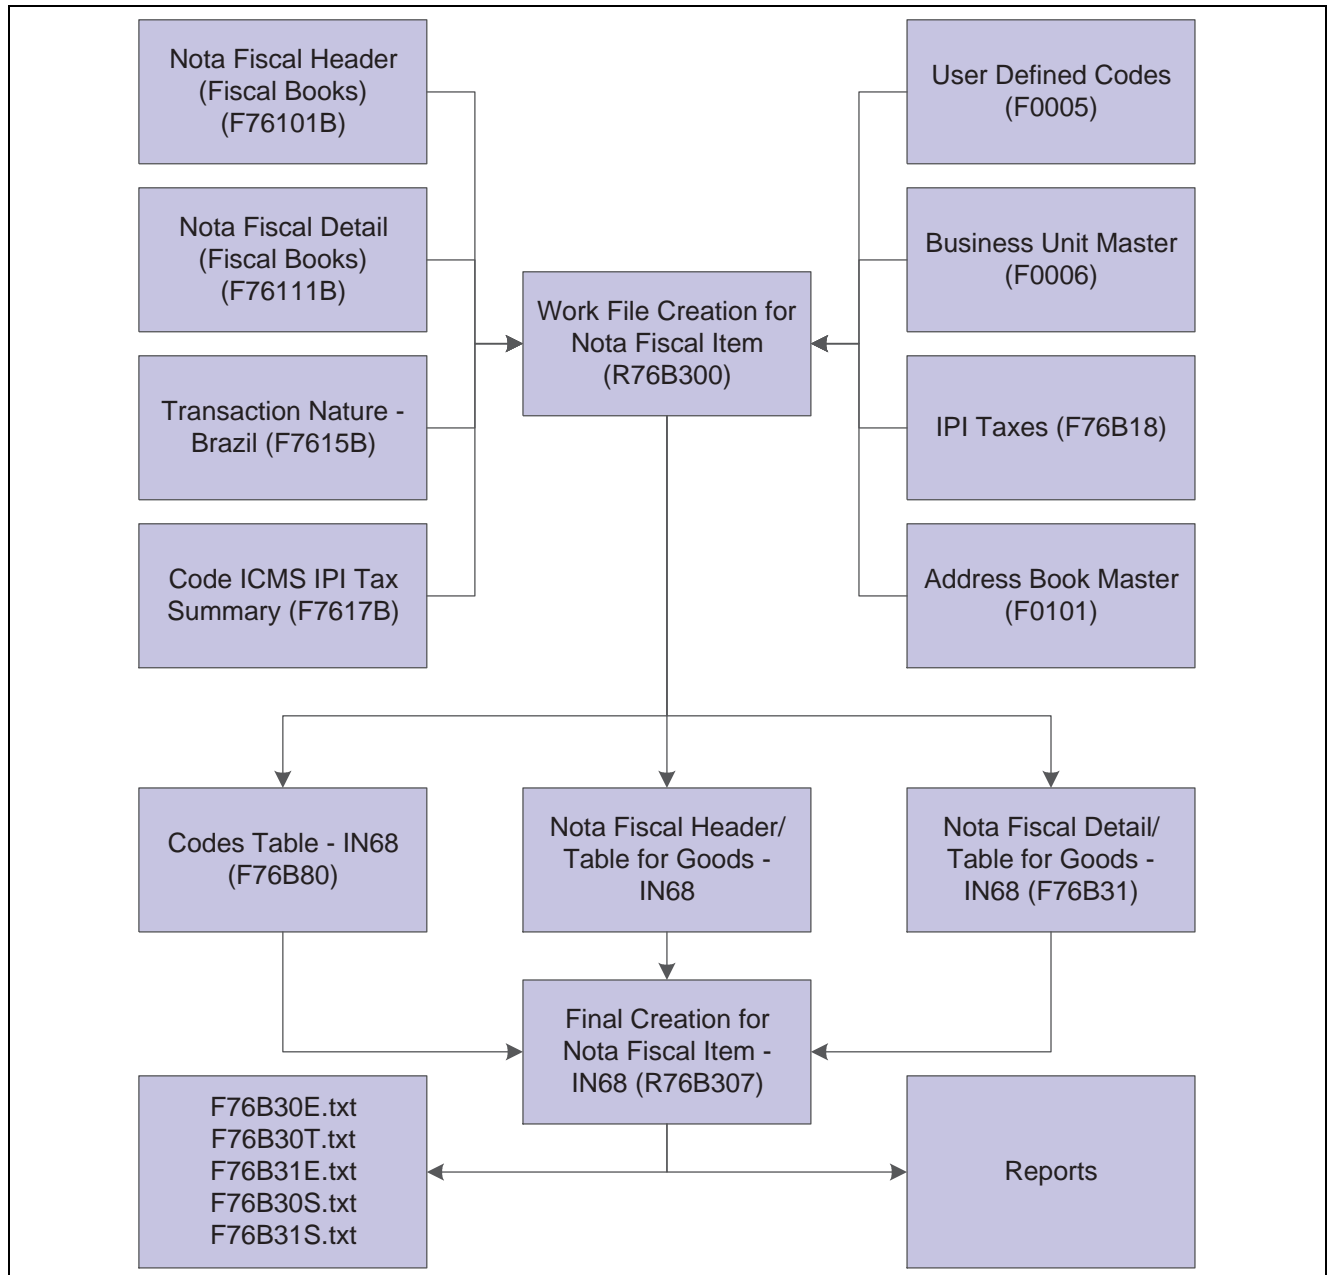 Nota Fiscal Header
(Fiscal Books)
(F76101B)
User Defined Codes
(F0005)
Nota Fiscal Detail
(Fiscal Books)
(F76111B)
Business Unit Master
(F0006)
Work File Creation for
Nota Fiscal Item
(R76B300)
Transaction Nature -
Brazil (F7615B)
IPI Taxes (F76B18)
Code ICMS IPI Tax
Summary (F7617B)
Address Book Master
(F0101)
Codes Table - IN68
(F76B80)
Nota Fiscal Header/
Table for Goods -
IN68
Nota Fiscal Detail/
Table for Goods -
IN68 (F76B31)
Final Creation for
Nota Fiscal Item -
IN68 (R76B307)
F76B30E.txt
F76B30T.txt
F76B31E.txt
F76B30S.txt
F76B31S.txt
Reports